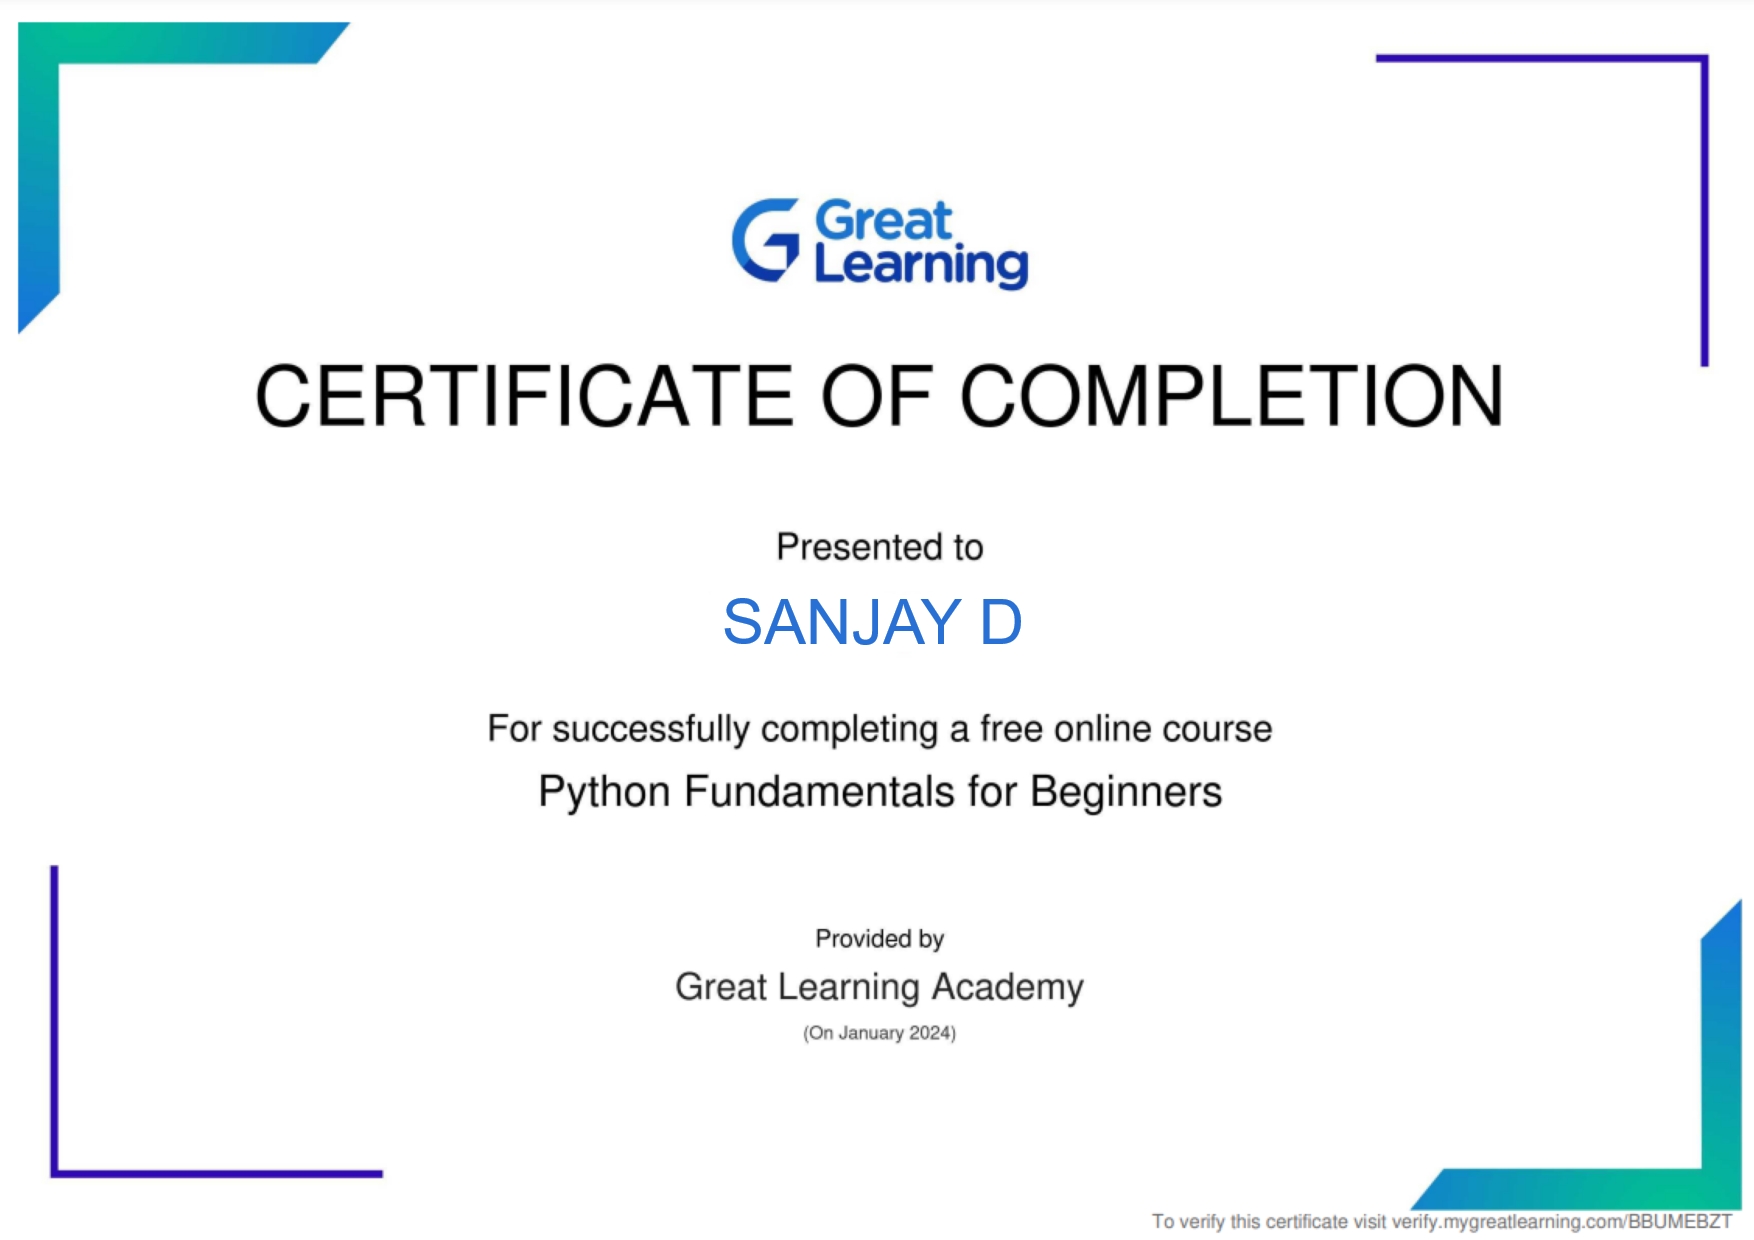 Great
Learning
CERTIFICATE OF COMPLETION
Presented to
SANJAY D
For successfully completing a free online course
Python Fundamentals for Beginners
Provided by
Great Learning Academy
(On January 2024)
To verify this certificate visit verify.mygreatlearning.com/BBUMEBZT